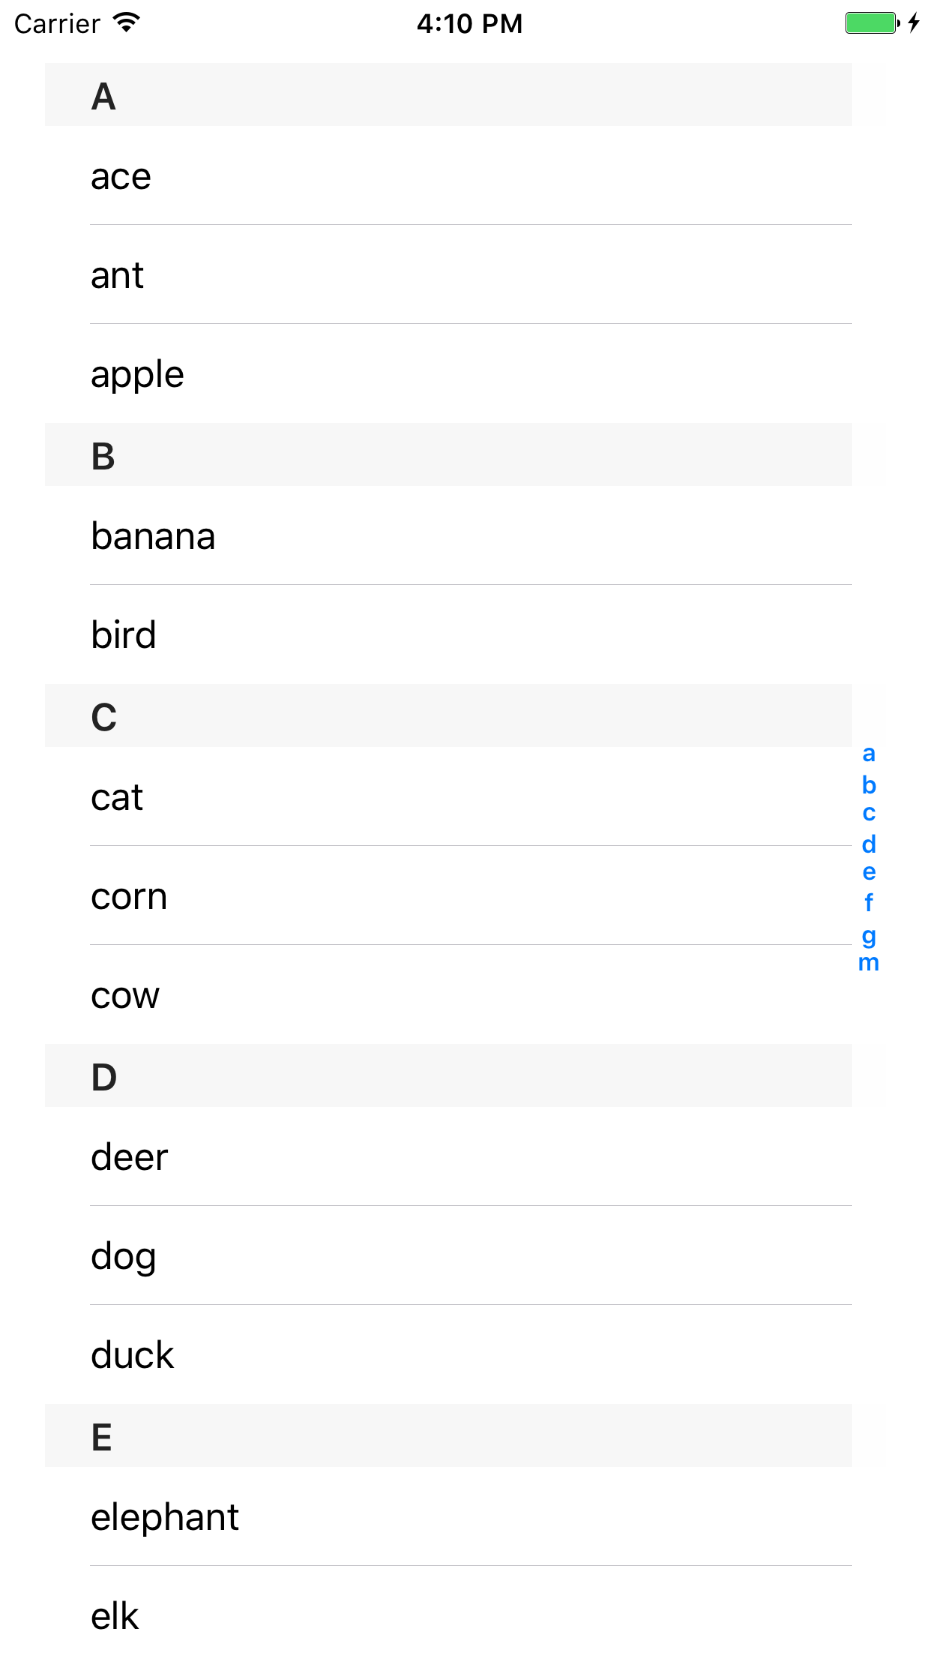 Carrier 4:10 PM
A
ace
ant
apple
B
banana
bird
C
cat
corn
cow
D
deer
dog
duck
E
elephant
elk
a
b
c
d
e
f
g
m